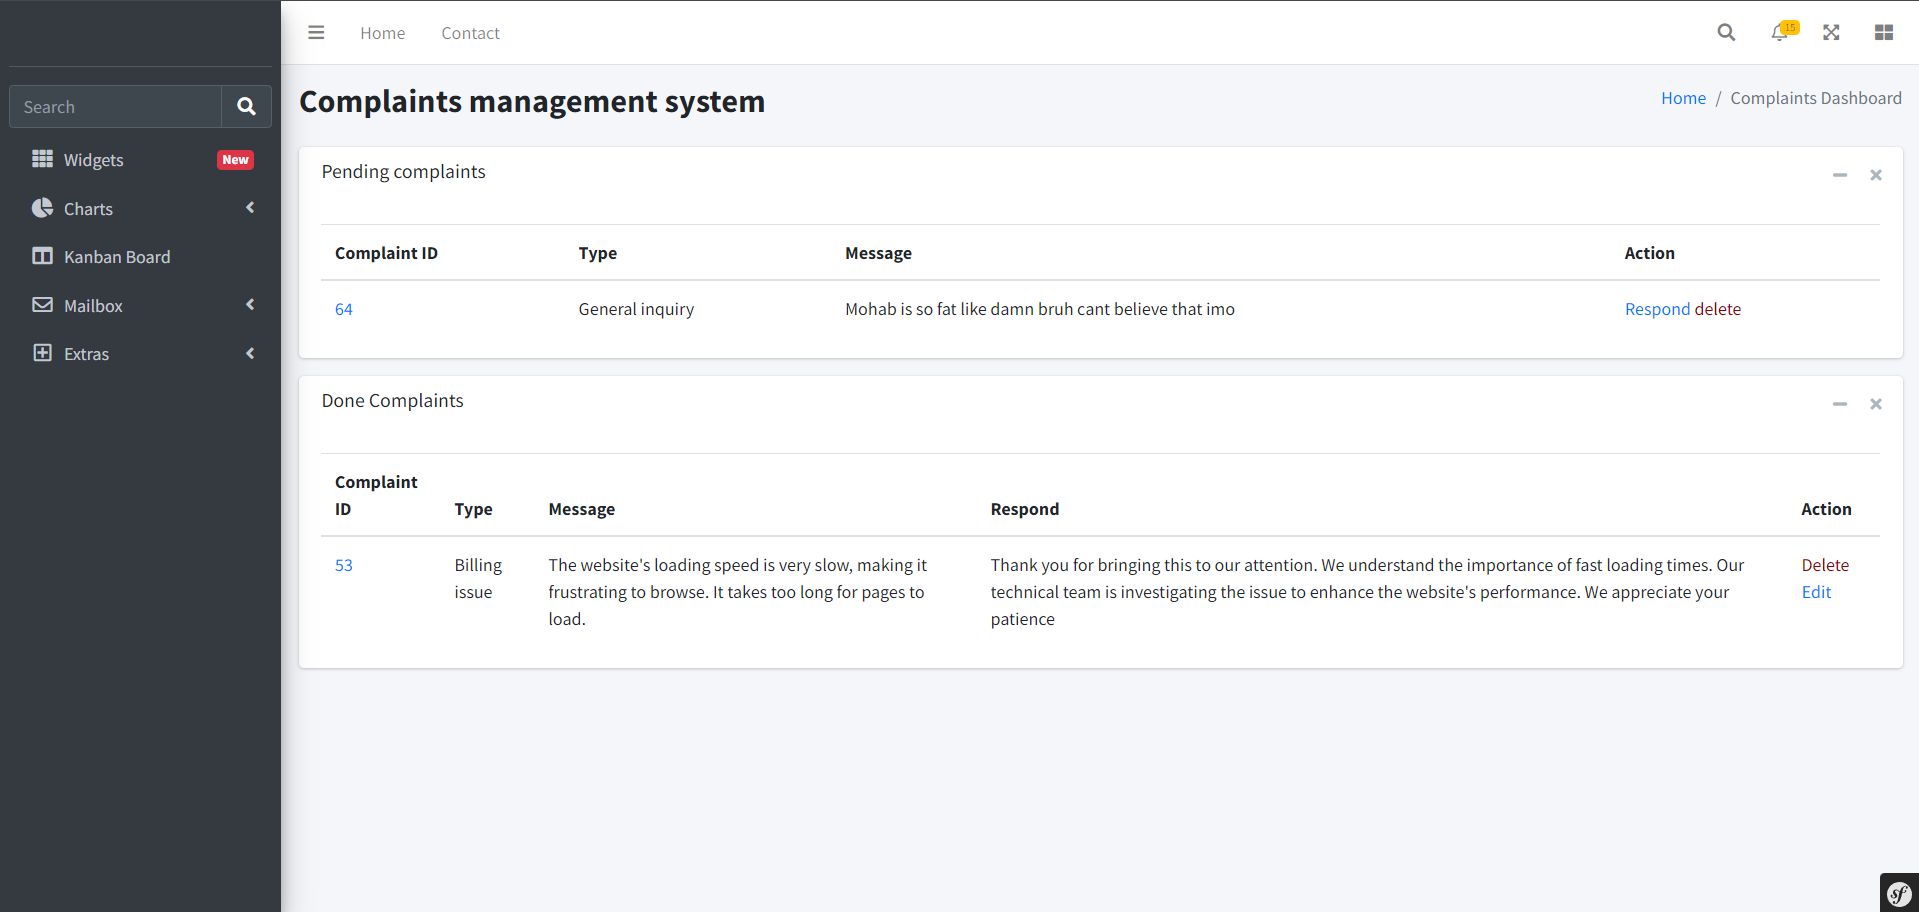 Home Contact
15
Search
Complaints management system
Home / Complaints Dashboard
Widgets New
Charts
Kanban Board
Mailbox
Extras
Pending complaints
Complaint ID Type Message Action
64 General inquiry Mohab is so fat like damn bruh cant believe that imo Respond delete
Done Complaints
Complaint
ID Type Message Respond Action
53 Billing The website's loading speed is very slow, making it Thank you for bringing this to our attention. We understand the importance of fast loading times. Our Delete
issue frustrating to browse. It takes too long for pages to technical team is investigating the issue to enhance the website's performance. We appreciate your Edit
load. patience
sf